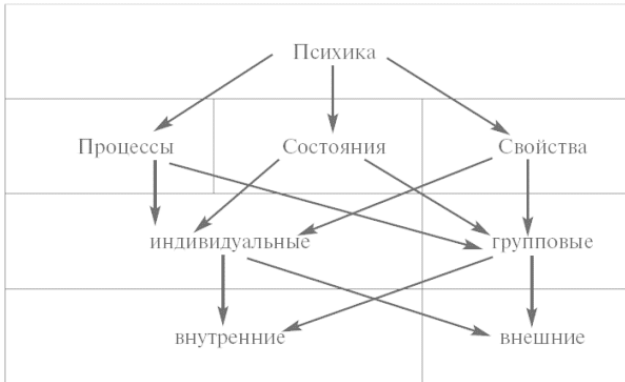 Психика
Процессы Состояния Свойства
индивидуальные групповые
внутренние внешние